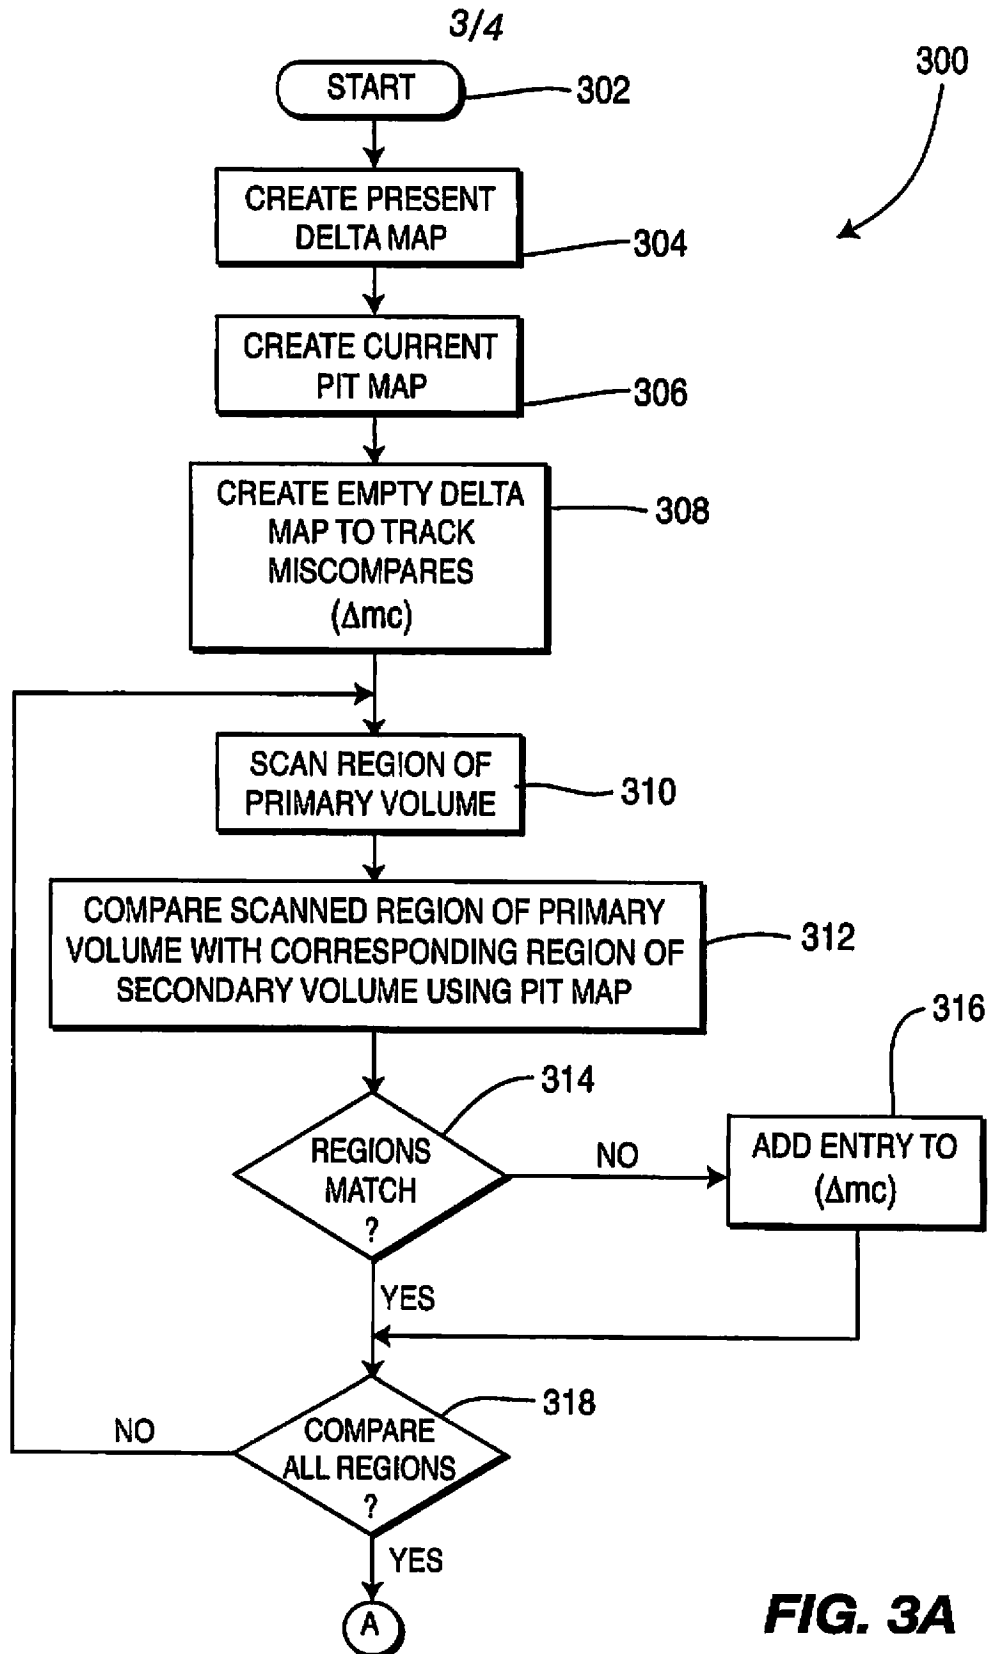 3/4
300
START
302
CREATE PRESENT
DELTA MAP
304
CREATE CURRENT
PIT MAP
306
CREATE EMPTY DELTA
MAP TO TRACK
MISCOMPARES
(Δmc)
308
SCAN REGION OF
PRIMARY VOLUME
310
COMPARE SCANNED REGION OF PRIMARY
VOLUME WITH CORRESPONDING REGION OF
SECONDARY VOLUME USING PIT MAP
312
314
REGIONS
MATCH
?
NO
316
ADD ENTRY TO
(Δmc)
YES
318
COMPARE
ALL REGIONS
?
NO
YES
A
FIG. 3A